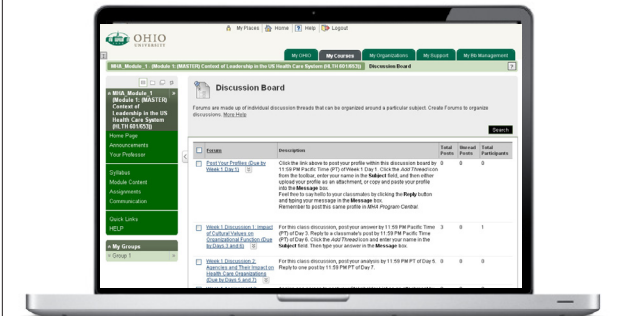 My Places Home ? Help Logout
OHIO
UNIVERSITY
My OHIO My Courses My Organizations My Support My Bb Management
MHA_Module_1 (Module 1: (MASTER) Context of Leadership in the US Health Care System (HLTH 601/653)) Discussion Board ?
MHA_Module_1
(Module 1: (MASTER)
Context of
Leadership in the US
Health Care System
(HLTH 601/653))
Home Page
Announcements
Your Professor
Syllabus
Module Content
Assignments
Communication
Quick Links
HELP
My Groups
Group 1
Discussion Board
Forums are made up of individual discussion threads that can be organized around a particular subject. Create Forums to organize
discussions. More Help
Search
Forum Description Total Posts Unread Posts Total Participants
Post Your Profiles (Due by
Week 1 Day 1)
Click the link above to post your profile within this discussion board by 0 0 0
11:59 PM Pacific Time (PT) of Week 1 Day 1. Click the Add Thread icon
from the toolbar, enter your name in the Subject field, and then either
upload your profile as an attachment, or copy and paste your profile
into the Message box.
Feel free to say hello to your classmates by clicking the Reply button
and typing your message in the Message box.
Remember to post this same profile in MHA Program Central.
Week 1 Discussion 1: Impact
of Cultural Values on
Organizational Function (Due
by Days 3 and 6)
For this class discussion, post your answer by 11:59 PM Pacific Time 3 0 1
(PT) of Day 3. Reply to a classmate's post by 11:59 PM PT
of Day 6. Click the Add Thread icon and enter your name in the
Subject field. Then type your answer in the Message box.
Week 1 Discussion 2:
Agencies and Their Impact on
Health Care Organizations
(Due by Days 5 and 7)
For this class discussion, post your analysis by 11:59 PM PT of Day 5. 0 0 0
Reply to one post by 11:59 PM PT of Day 7.